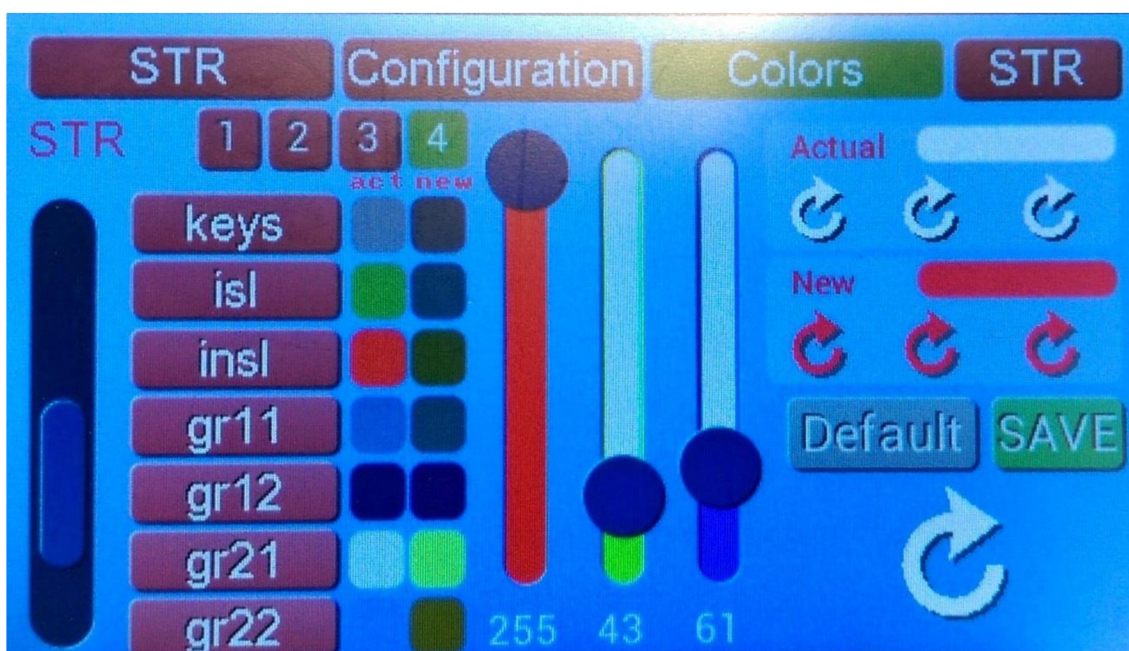 STR Configuration Colors STR
STR 1 2 3 4 Actual
act new
keys
isl New
insl
gr11 Default SAVE
gr12
gr21
gr22 255 43 61